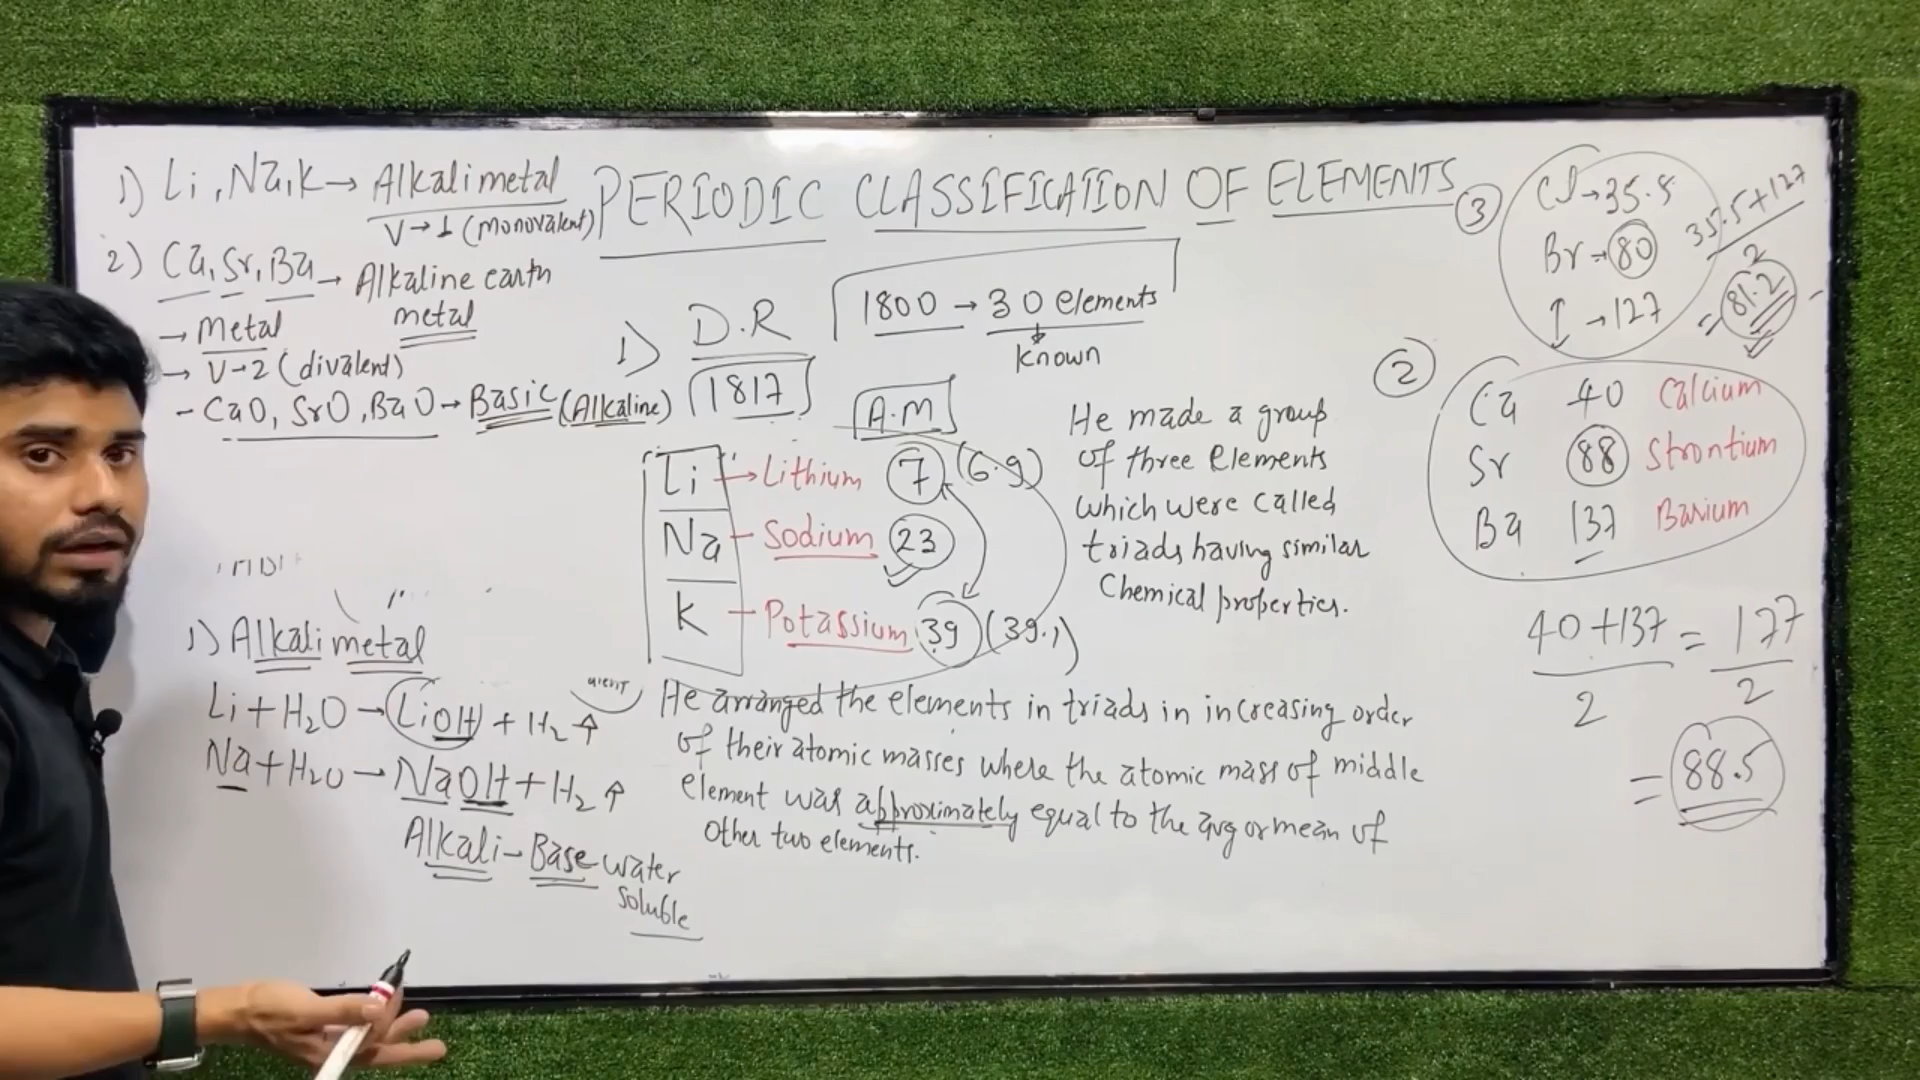 PERIODIC CLASSIFICATION OF ELEMENTS
1) Li, Na, K → Alkali metal
V → 1 (monovalent)
2) Ca, Sr, Ba → Alkaline earth
metal
→ Metal
→ V → 2 (divalent)
- CaO, SrO, BaO → Basic (Alkaline)
1) Alkali metal
Li + H2O → LiOH + H2 ↑
Na + H2O → NaOH + H2 ↑
Alkali - Base water
soluble
1) D.R
1817
1800 → 30 elements
known
A.M
Li → Lithium 7 (6.9)
Na - Sodium 23
K - Potassium 39 (39.1)
He made a group
of three elements
which were called
triads having similar
Chemical properties.
He arranged the elements in triads in increasing order
of their atomic masses where the atomic mass of middle
element was approximately equal to the avg or mean of
other two elements.
3
Cl → 35.5
Br → 80
I → 127
35.5 + 127
2
= 81.2
2
Ca 40 Calcium
Sr 88 Strontium
Ba 137 Barium
40 + 137 = 177
2 2
= 88.5